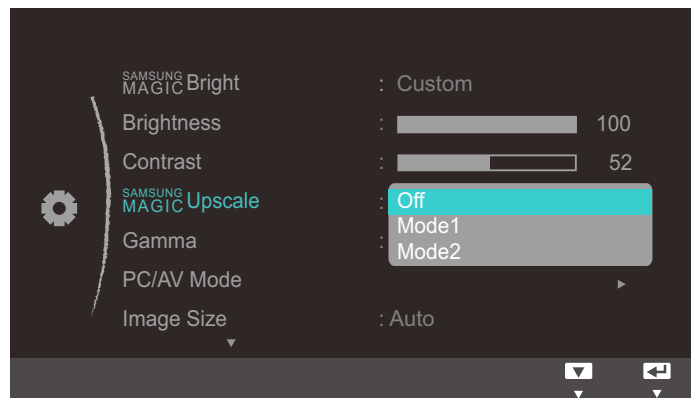 SAMSUNG MAGIC Bright : Custom
Brightness : 100
Contrast : 52
SAMSUNG MAGIC Upscale : Off
Mode1
Gamma :
Mode2
PC/AV Mode
Image Size : Auto